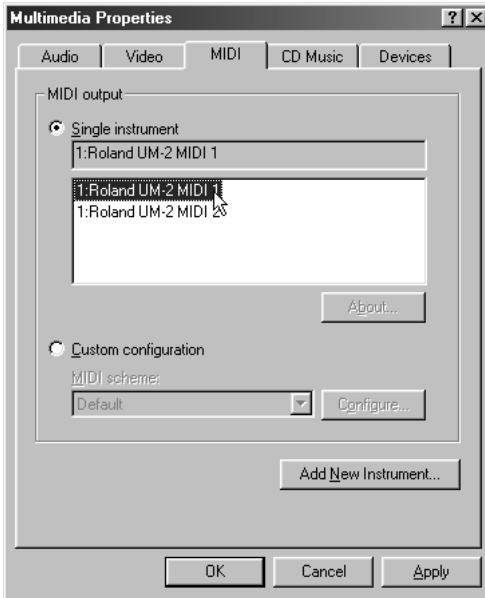 Multimedia Properties ? ×
Audio Video MIDI CD Music Devices
MIDI output
Single instrument
1:Roland UM-2 MIDI 1
1:Roland UM-2 MIDI 1
1:Roland UM-2 MIDI 2
About...
Custom configuration
MIDI scheme:
Default
Configure...
Add New Instrument...
OK Cancel Apply